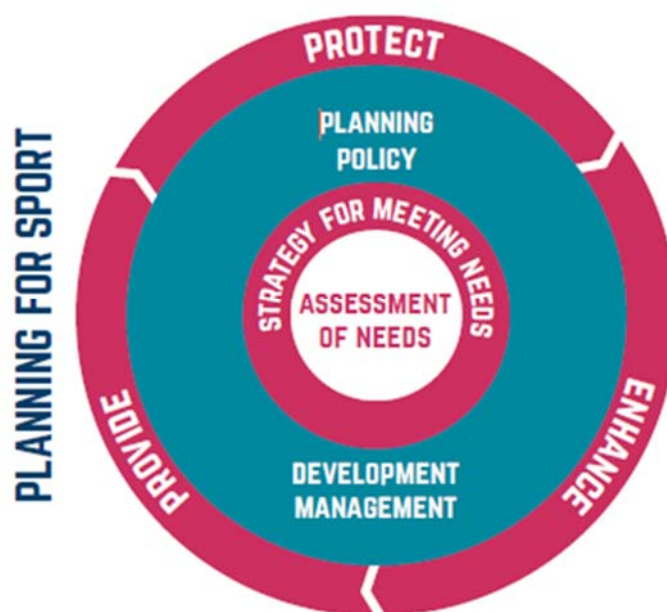 PLANNING FOR SPORT
PROTECT
PLANNING
POLICY
STRATEGY FOR MEETING NEEDS
ASSESSMENT
OF NEEDS
PROVIDE
ENHANCE
DEVELOPMENT
MANAGEMENT